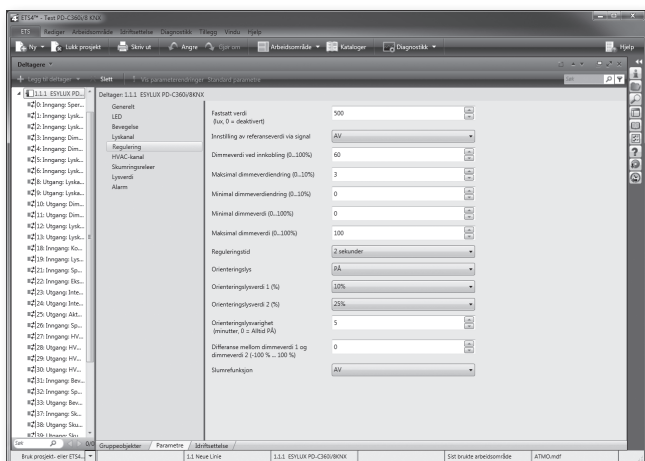 ETS4™ - Test PD-C360i/8 KNX
ETS Rediger Arbeidsområde Idriftsettelse Diagnostikk Tillegg Vindu Hjelp
Ny Lukk prosjekt Skriv ut Angre Gjør om Arbeidsområde Kataloger Diagnostikk Hjelp
Deltagere
Legg til deltager Slett Vis parameterendringer Standard parametre Søk
1.1.1 ESYLUX PD...
0: Inngang: Sper...
1: Inngang: Lysk...
2: Inngang: Lysk...
3: Inngang: Dim...
4: Inngang: Dim...
5: Inngang: Lysk...
6: Inngang: Lysk...
8: Utgang: Lyska...
9: Utgang: Lyska...
10: Utgang: Dim...
11: Utgang: Dim...
12: Utgang: Lysk...
13: Utgang: Lysk...
18: Inngang: Ko...
19: Inngang: Lys...
21: Inngang: Sp...
22: Inngang: Eks...
23: Utgang: Inte...
24: Utgang: Inte...
25: Utgang: Akt...
26: Inngang: Sp...
27: Inngang: HV...
28: Utgang: HV...
29: Utgang: HV...
30: Utgang: HV...
31: Inngang: Bev...
32: Inngang: Sp...
33: Utgang: Bev...
37: Inngang: Sk...
38: Utgang: Sku...
39: Utgang: Sku...
Søk 0/0
Deltager: 1.1.1 ESYLUX PD-C360i/8KNX
Generelt
LED
Bevegelse
Lyskanal
Regulering
HVAC-kanal
Skumringsreleer
Lysverdi
Alarm
Fastsatt verdi
(lux, 0 = deaktivert) 500
Innstilling av referanseverdi via signal AV
Dimmeverdi ved innkobling (0...100%) 60
Maksimal dimmeverdiendring (0...10%) 3
Minimal dimmeverdiendring (0...10%) 0
Minimal dimmeverdi (0...100%) 0
Maksimal dimmeverdi (0...100%) 100
Reguleringstid 2 sekunder
Orienteringslys PÅ
Orienteringslysverdi 1 (%) 10%
Orienteringslysverdi 2 (%) 25%
Orienteringslysvarighet
(minutter, 0 = Alltid PÅ) 5
Differanse mellom dimmeverdi 1 og
dimmeverdi 2 (-100 % ... 100 %) 0
Slumrefunksjon AV
Gruppeobjekter Parametre Idriftsettelse
Bruk prosjekt- eller ETS4... 1.1 Neue Linie 1.1.1 ESYLUX PD-C360i/8KNX Sist brukte arbeidsområde ATMO.mdf